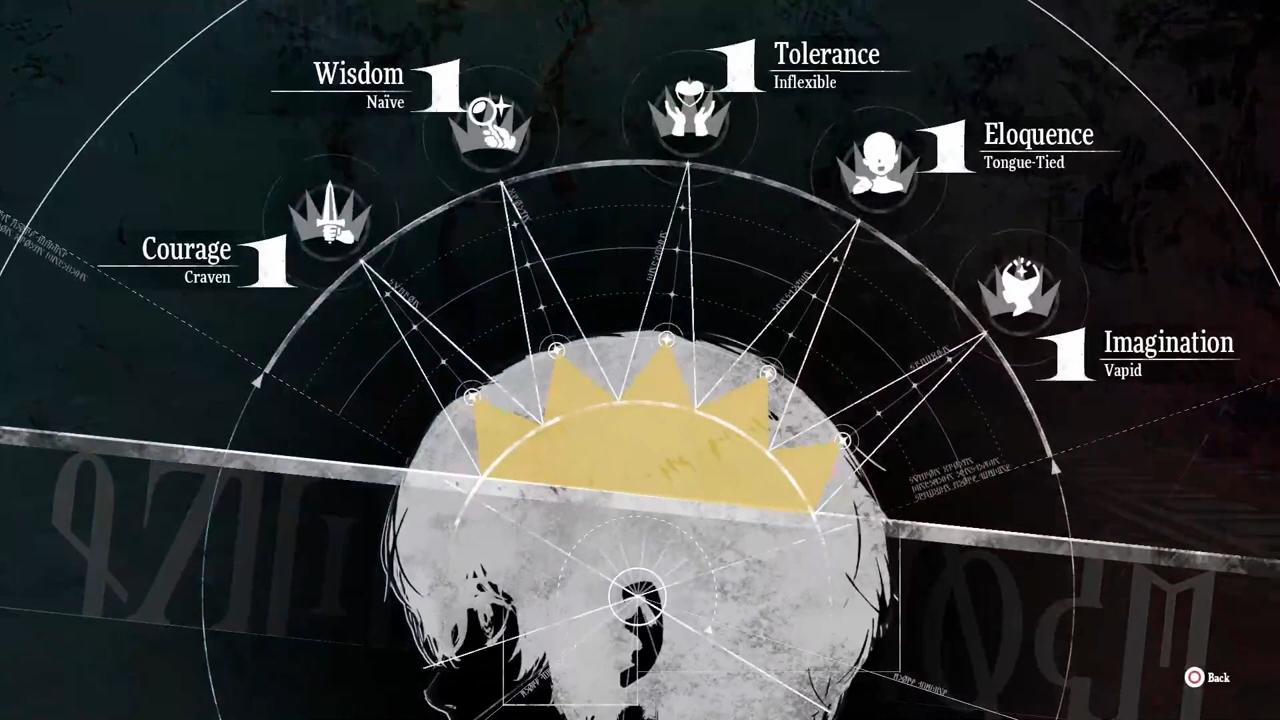 Wisdom
1
Naïve
1
Tolerance
Inflexible
1
Eloquence
Tongue-Tied
Courage
1
Craven
1
Imagination
Vapid
Back